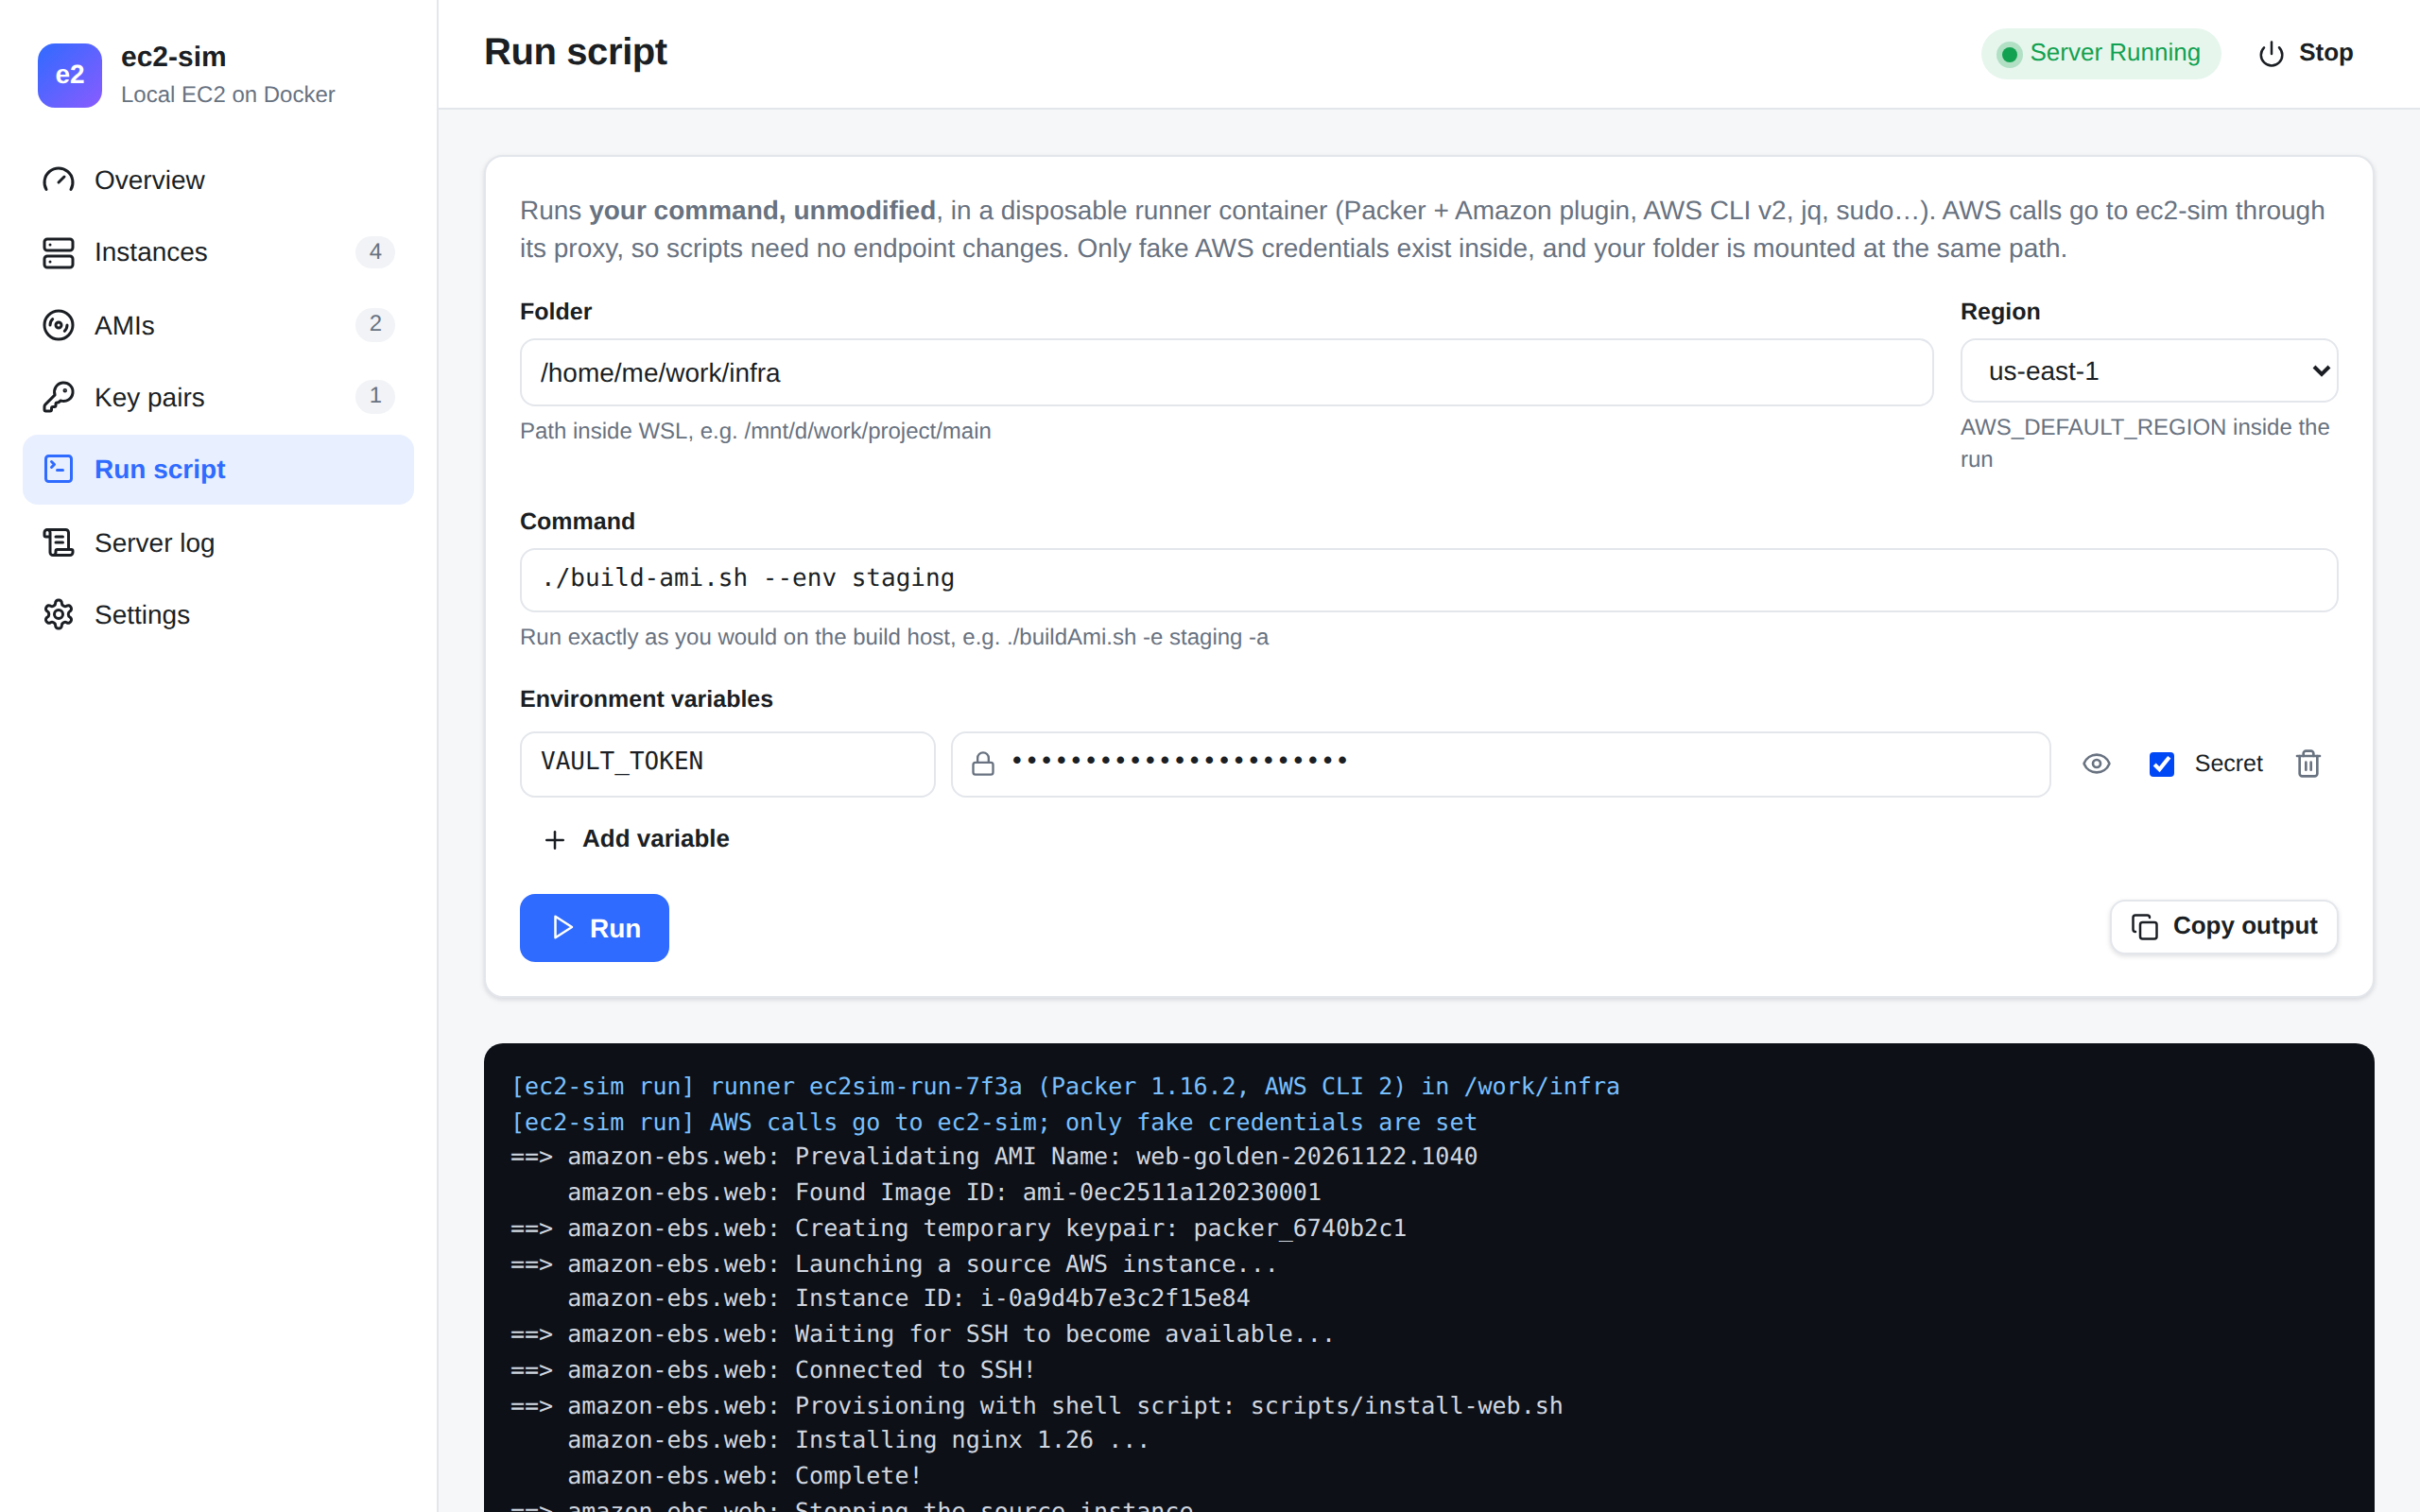 e2
ec2-sim
Local EC2 on Docker
Overview
Instances 4
AMIs 2
Key pairs 1
Run script
Server log
Settings
Run script
Server Running
Stop
Runs your command, unmodified, in a disposable runner container (Packer + Amazon plugin, AWS CLI v2, jq, sudo…). AWS calls go to ec2-sim through
its proxy, so scripts need no endpoint changes. Only fake AWS credentials exist inside, and your folder is mounted at the same path.
Folder
/home/me/work/infra
Path inside WSL, e.g. /mnt/d/work/project/main
Region
us-east-1
AWS_DEFAULT_REGION inside the
run
Command
./build-ami.sh --env staging
Run exactly as you would on the build host, e.g. ./buildAmi.sh -e staging -a
Environment variables
VAULT_TOKEN ••••••••••••••••••••••• Secret
Add variable
Run
Copy output
[ec2-sim run] runner ec2sim-run-7f3a (Packer 1.16.2, AWS CLI 2) in /work/infra
[ec2-sim run] AWS calls go to ec2-sim; only fake credentials are set
==> amazon-ebs.web: Prevalidating AMI Name: web-golden-20261122.1040
    amazon-ebs.web: Found Image ID: ami-0ec2511a120230001
==> amazon-ebs.web: Creating temporary keypair: packer_6740b2c1
==> amazon-ebs.web: Launching a source AWS instance...
    amazon-ebs.web: Instance ID: i-0a9d4b7e3c2f15e84
==> amazon-ebs.web: Waiting for SSH to become available...
==> amazon-ebs.web: Connected to SSH!
==> amazon-ebs.web: Provisioning with shell script: scripts/install-web.sh
    amazon-ebs.web: Installing nginx 1.26 ...
    amazon-ebs.web: Complete!
==> amazon-ebs.web: Stopping the source instance